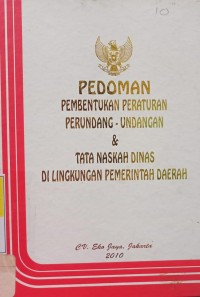 10
PEDOMAN
PEMBENTUKAN PERATURAN
PERUNDANG - UNDANGAN
&
TATA NASKAH DINAS
DI LINGKUNGAN PEMERINTAH DAERAH
CV. Eko Jaya, Jakarta
2010